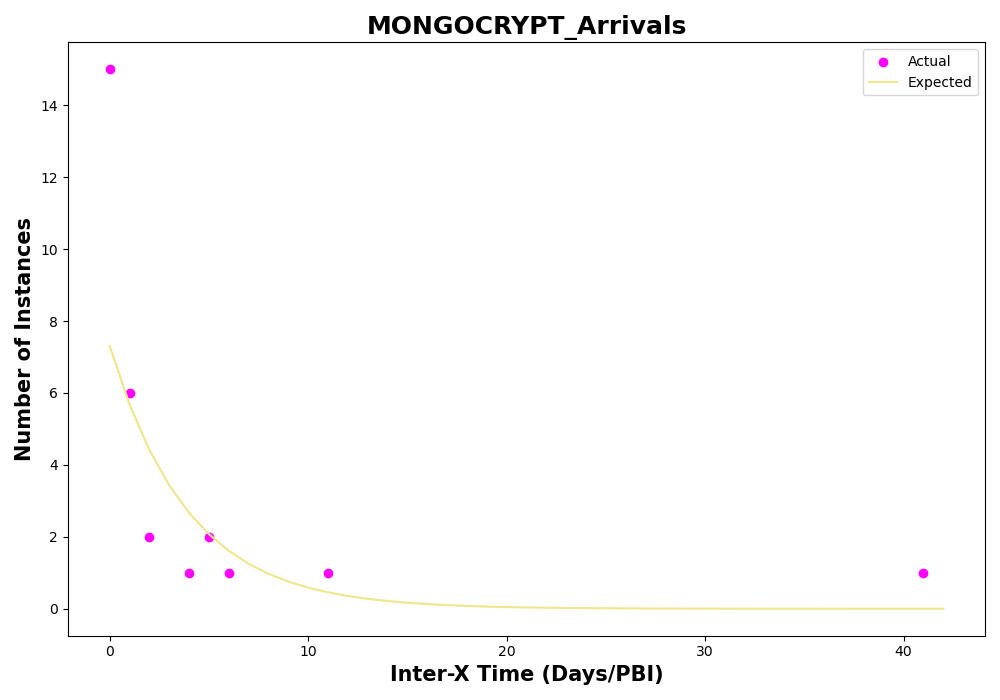 MONGOCRYPT_Arrivals
Actual
Expected
14
12
10
8
6
4
2
0
Number of Instances
0 10 20 30 40
Inter-X Time (Days/PBI)